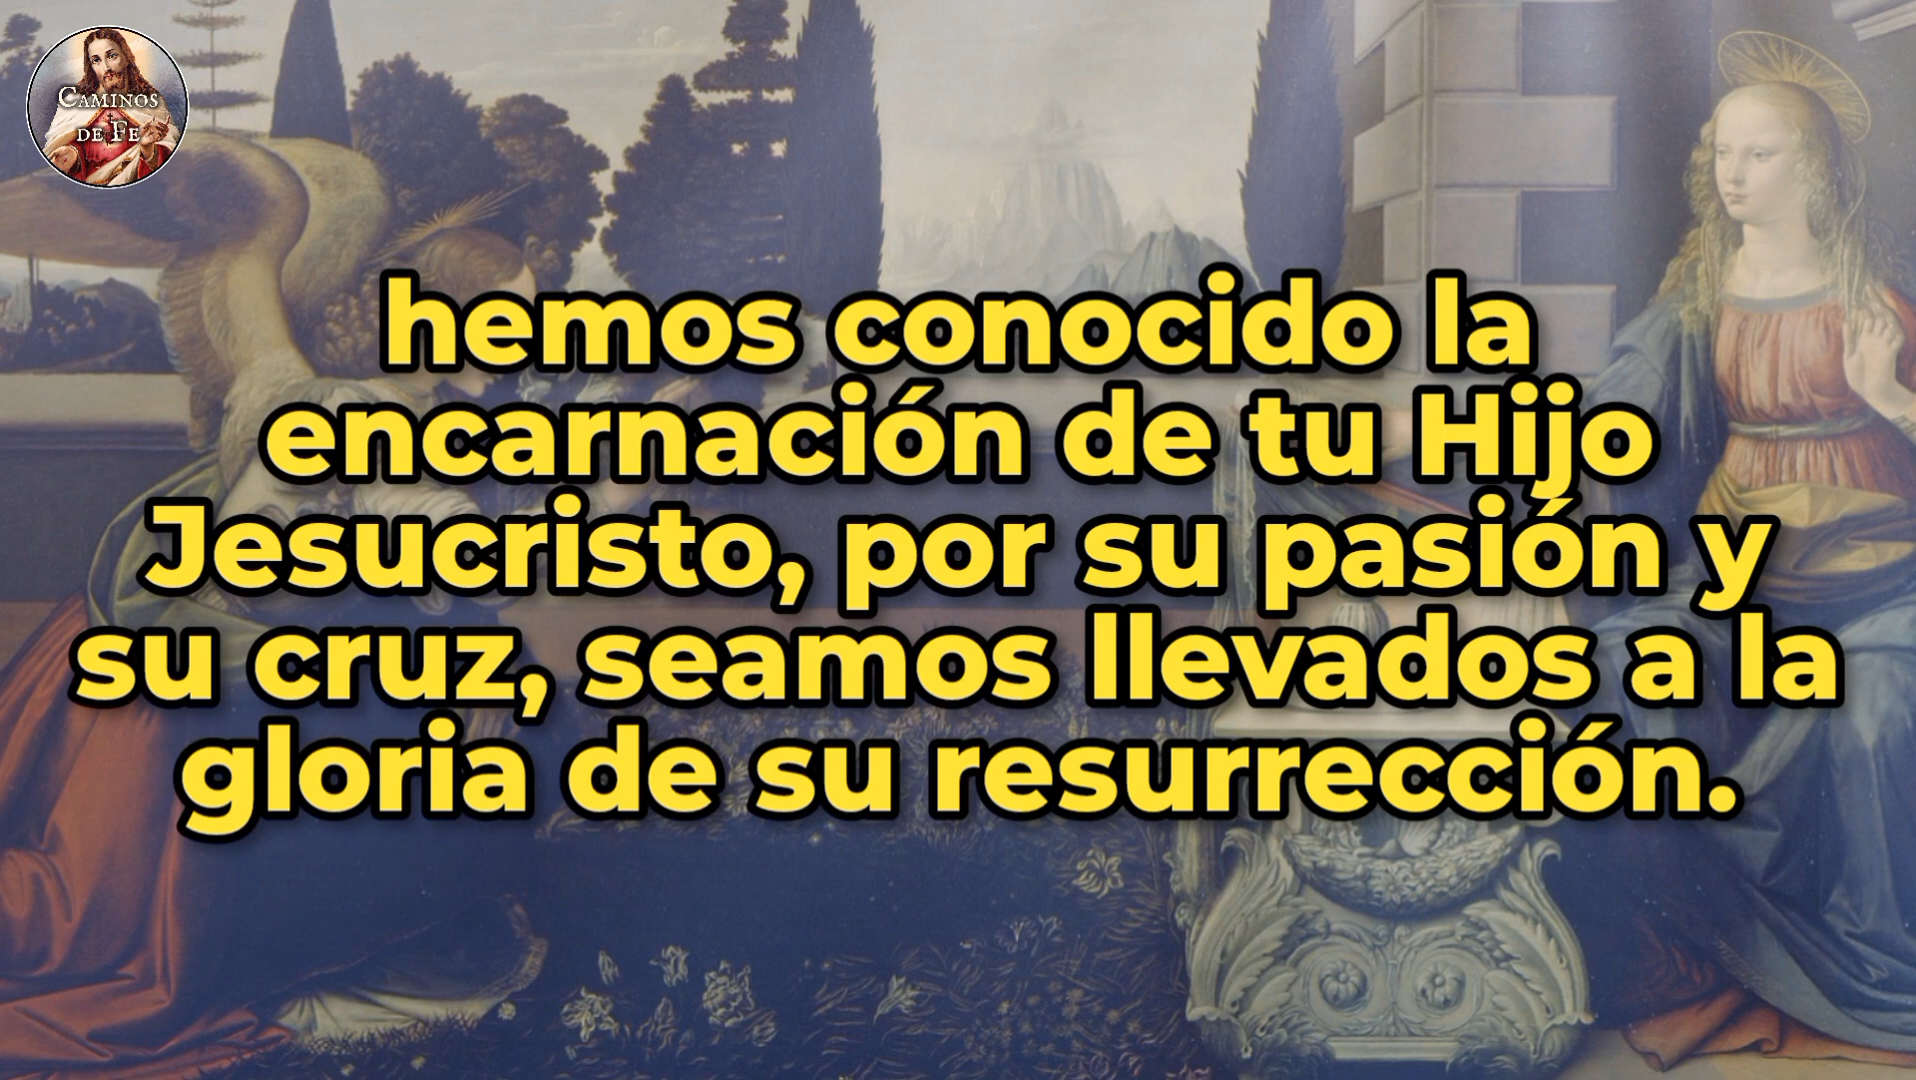 CAMINOS
DE FE
hemos conocido la
encarnación de tu Hijo
Jesucristo, por su pasión y
su cruz, seamos llevados a la
gloria de su resurrección.